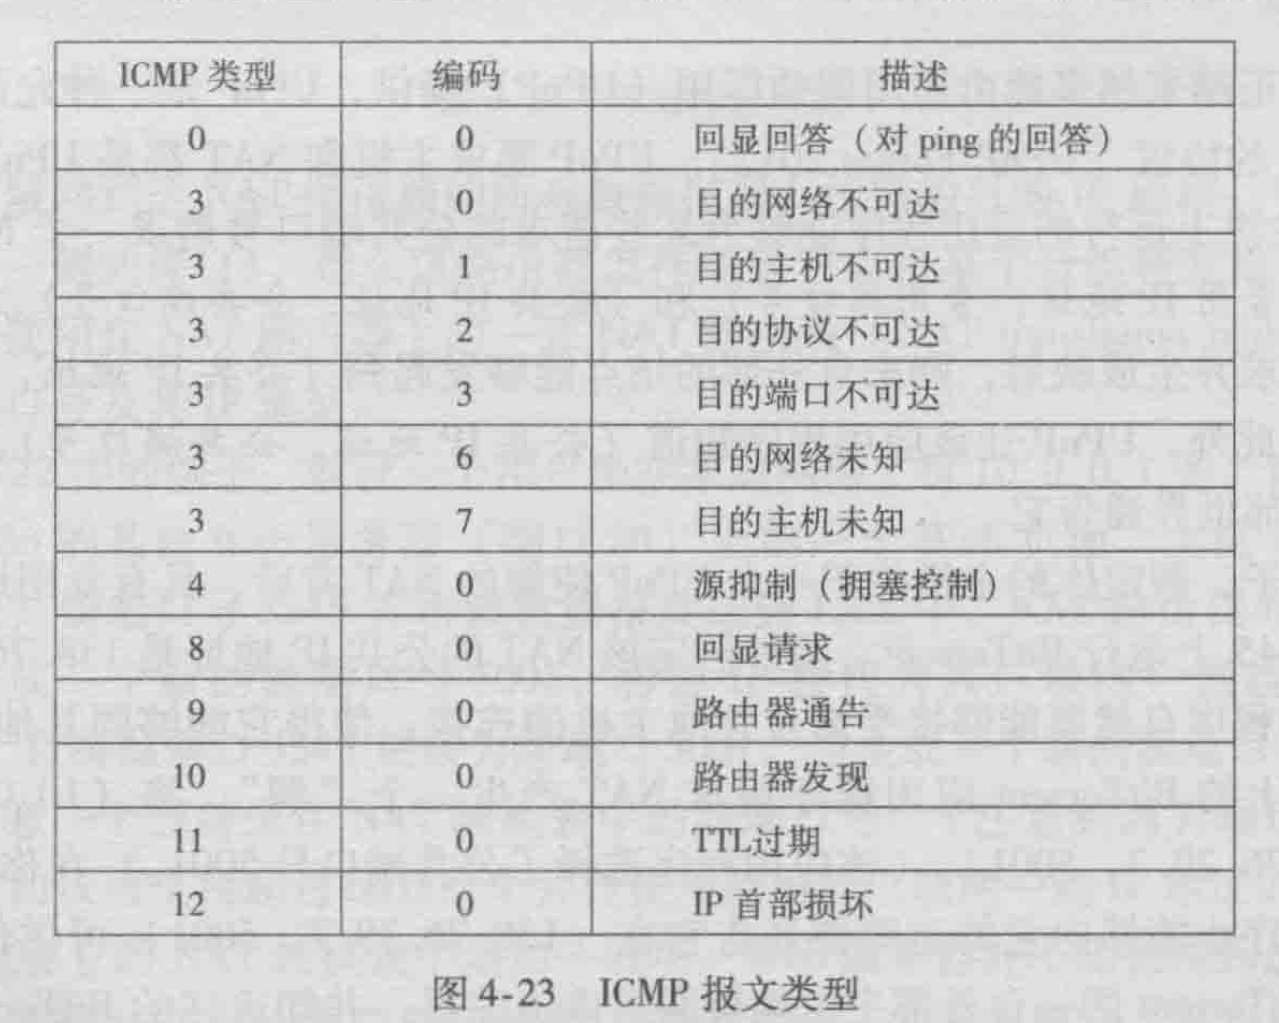 ICMP 类型 编码 描述
0 0 回显回答（对 ping 的回答）
3 0 目的网络不可达
3 1 目的主机不可达
3 2 目的协议不可达
3 3 目的端口不可达
3 6 目的网络未知
3 7 目的主机未知
4 0 源抑制（拥塞控制）
8 0 回显请求
9 0 路由器通告
10 0 路由器发现
11 0 TTL过期
12 0 IP 首部损坏
图 4-23 ICMP 报文类型